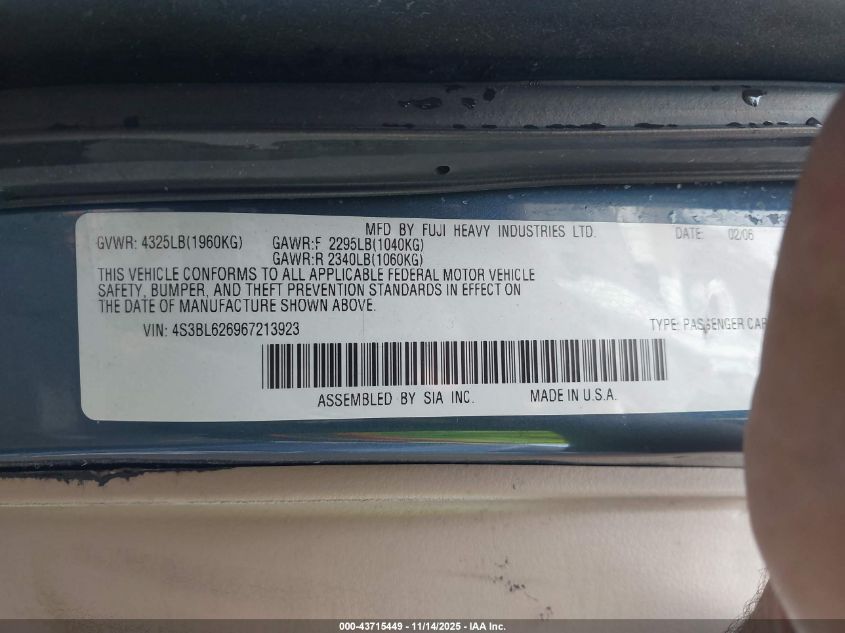 MFD BY FUJI HEAVY INDUSTRIES LTD. DATE: 02/06
GVWR: 4325LB(1960KG) GAWR:F 2295LB(1040KG)
GAWR:R 2340LB(1060KG)
THIS VEHICLE CONFORMS TO ALL APPLICABLE FEDERAL MOTOR VEHICLE
SAFETY, BUMPER, AND THEFT PREVENTION STANDARDS IN EFFECT ON
THE DATE OF MANUFACTURE SHOWN ABOVE.
VIN: 4S3BL626967213923 TYPE: PASSENGER CAR
ASSEMBLED BY SIA INC. MADE IN U.S.A.
000-43715449 - 11/14/2025 - IAA Inc.